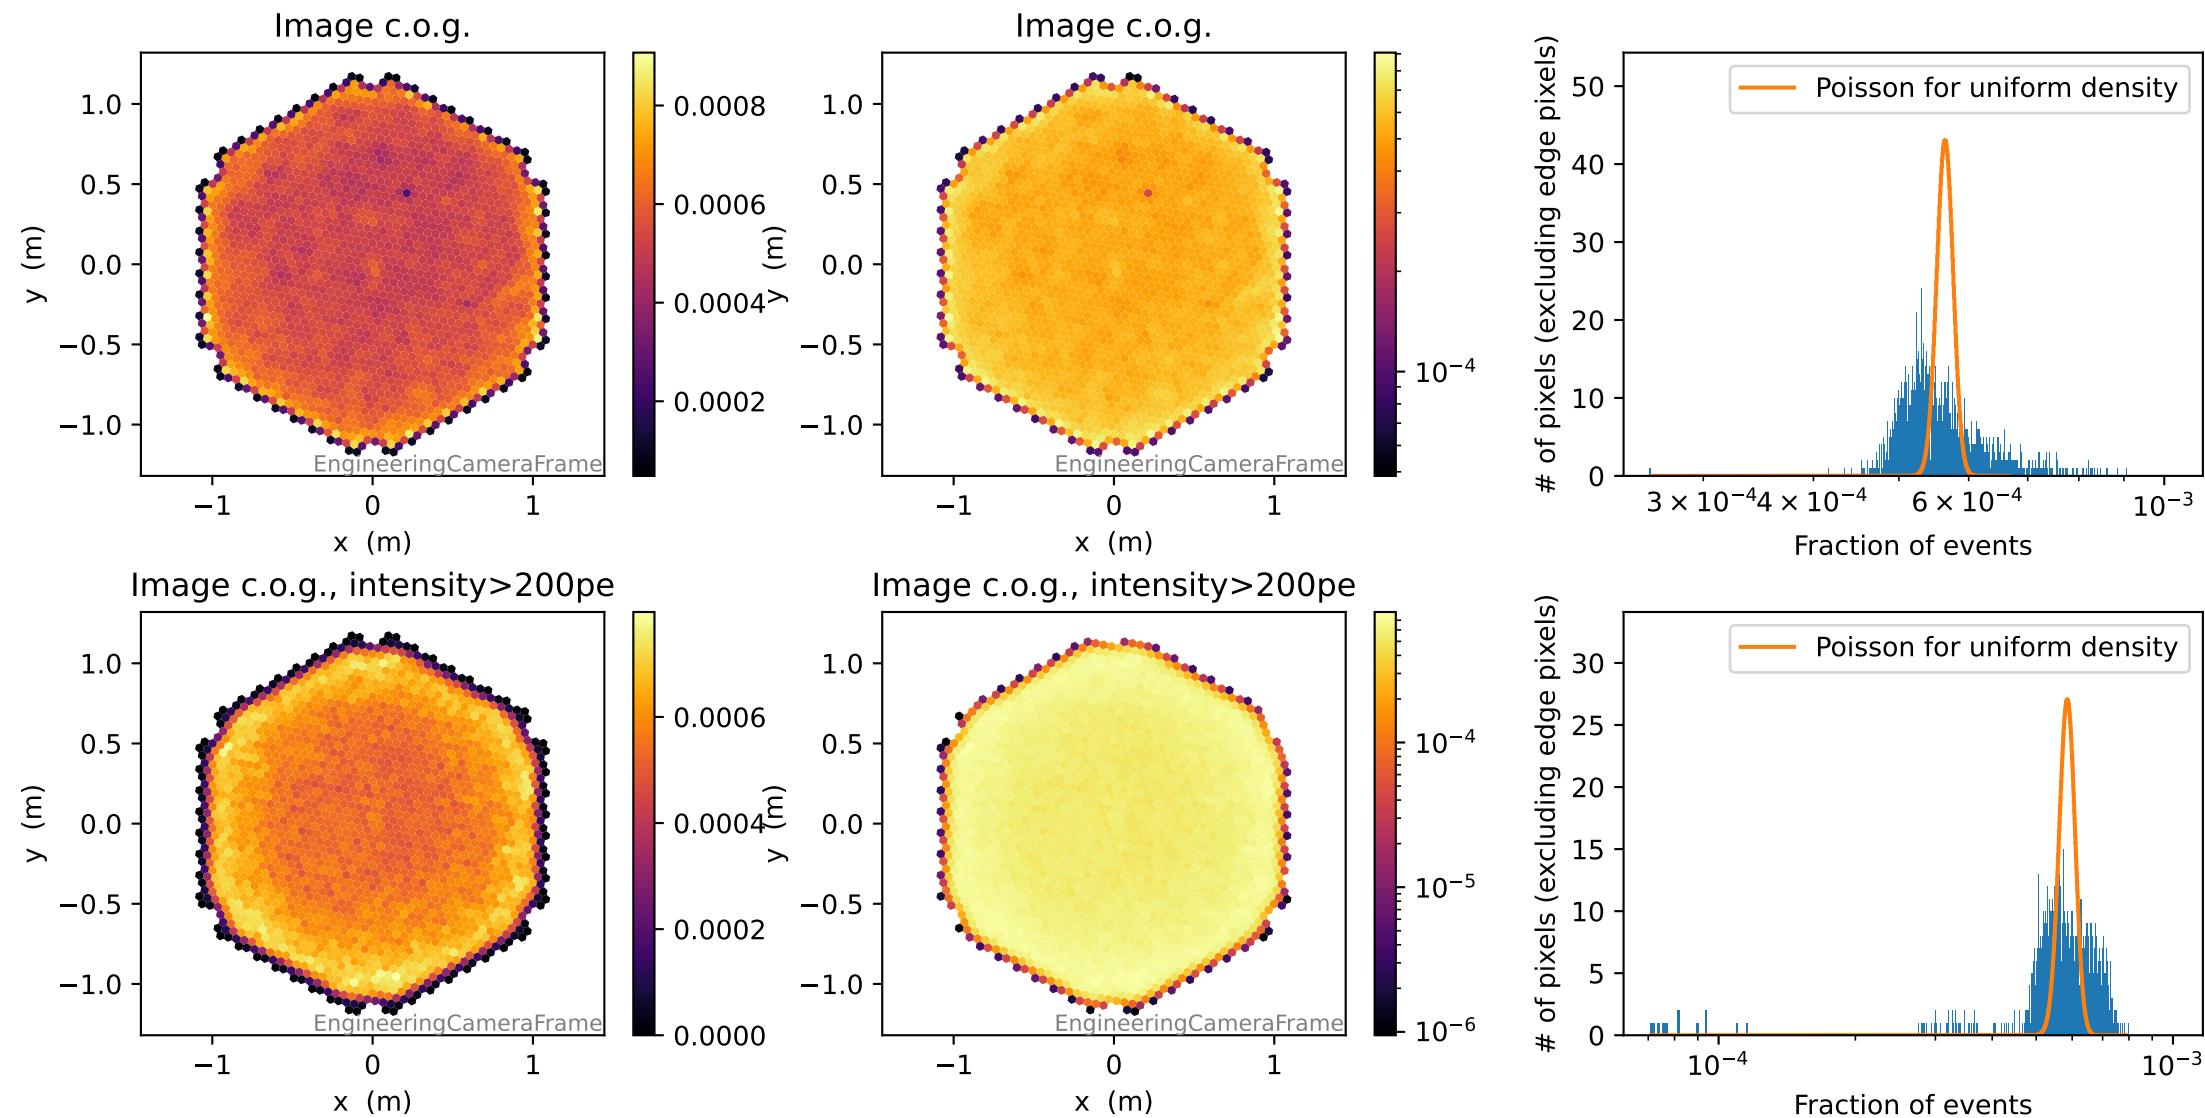 Image c.o.g.
1.0
0.5
0.0
−0.5
−1.0
y (m)
−1
0
1
x (m)
EngineeringCameraFrame
0.0008
0.0006
0.0004
0.0002
Image c.o.g.
1.0
0.5
0.0
−0.5
−1.0
y (m)
−1
0
1
x (m)
EngineeringCameraFrame
10⁻⁴
Poisson for uniform density
# of pixels (excluding edge pixels)
50
40
30
20
10
0
3 × 10⁻⁴
4 × 10⁻⁴
6 × 10⁻⁴
10⁻³
Fraction of events
Image c.o.g., intensity>200pe
1.0
0.5
0.0
−0.5
−1.0
y (m)
−1
0
1
x (m)
EngineeringCameraFrame
0.0006
0.0004
0.0002
0.0000
Image c.o.g., intensity>200pe
1.0
0.5
0.0
−0.5
−1.0
y (m)
−1
0
1
x (m)
EngineeringCameraFrame
10⁻⁴
10⁻⁵
10⁻⁶
Poisson for uniform density
# of pixels (excluding edge pixels)
30
25
20
15
10
5
0
10⁻⁴
10⁻³
Fraction of events